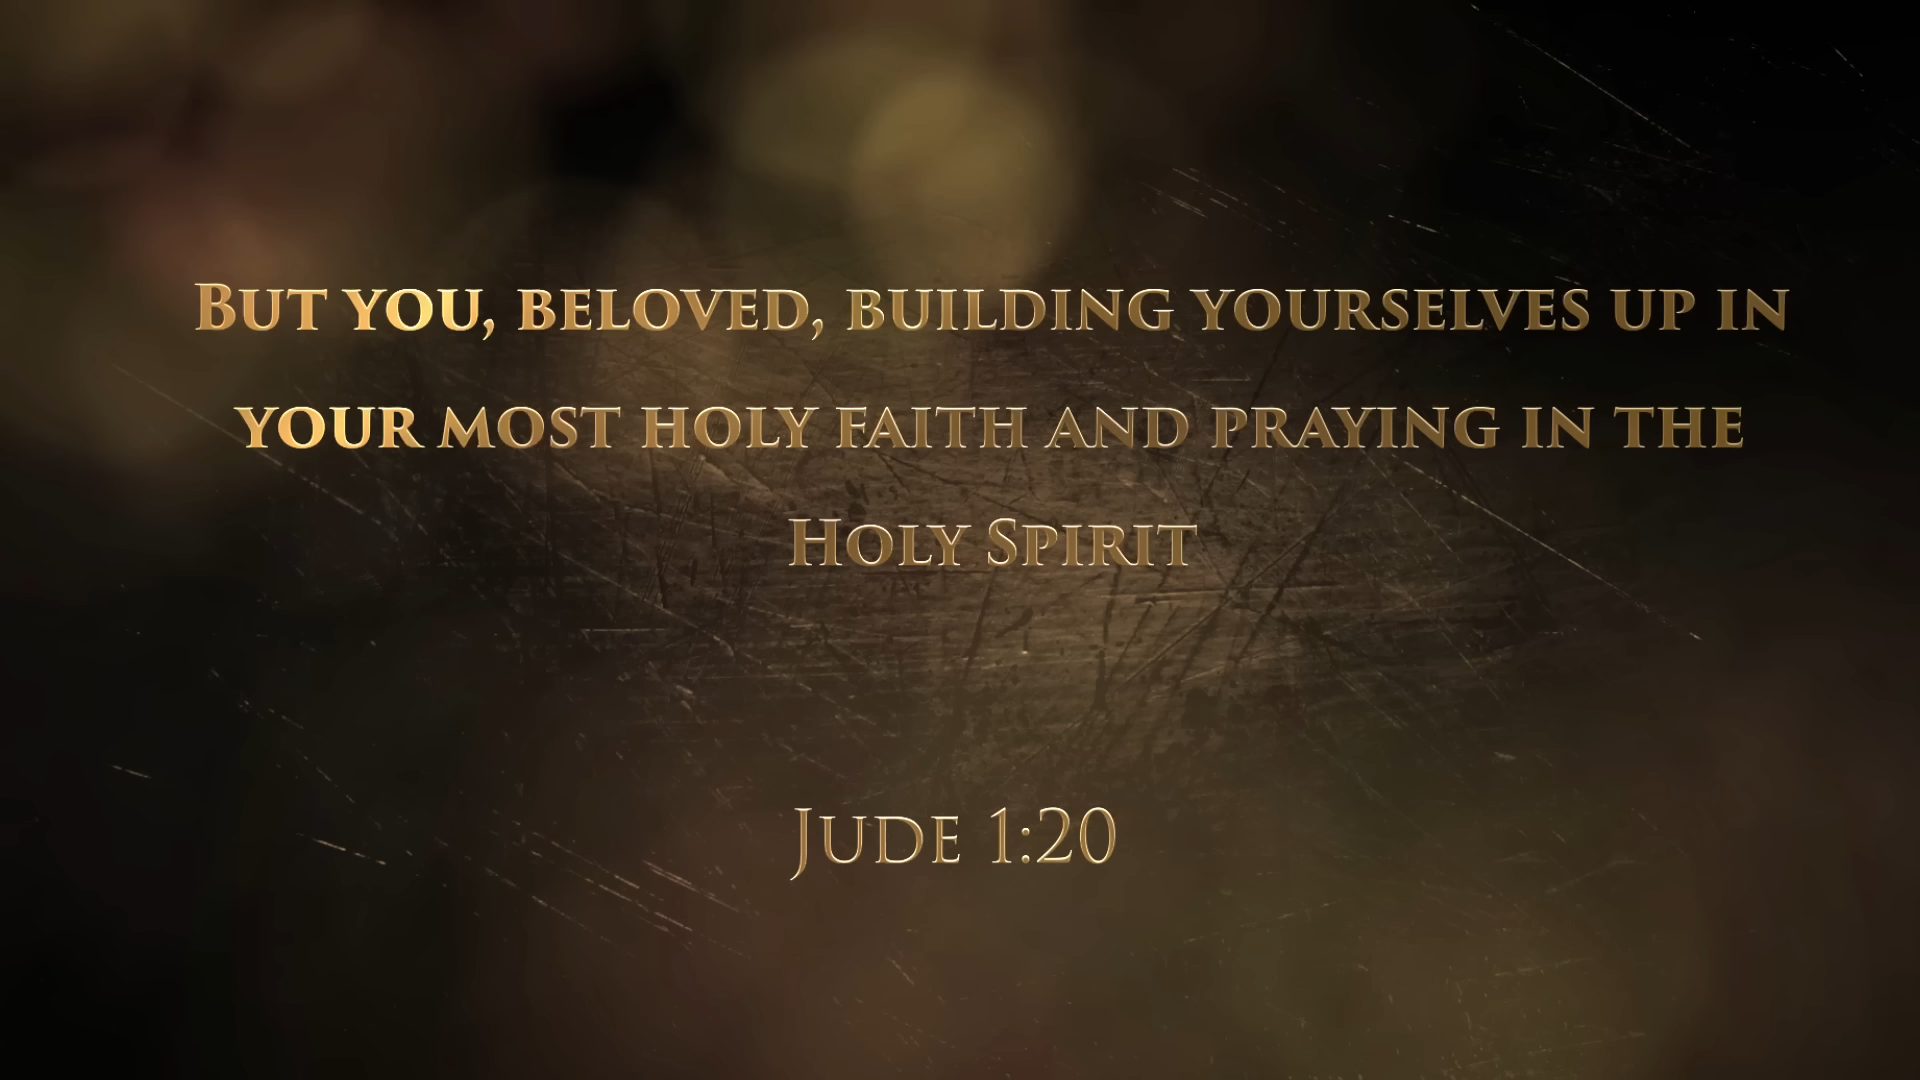 But you, beloved, building yourselves up in
your most holy faith and praying in the
Holy Spirit
Jude 1:20